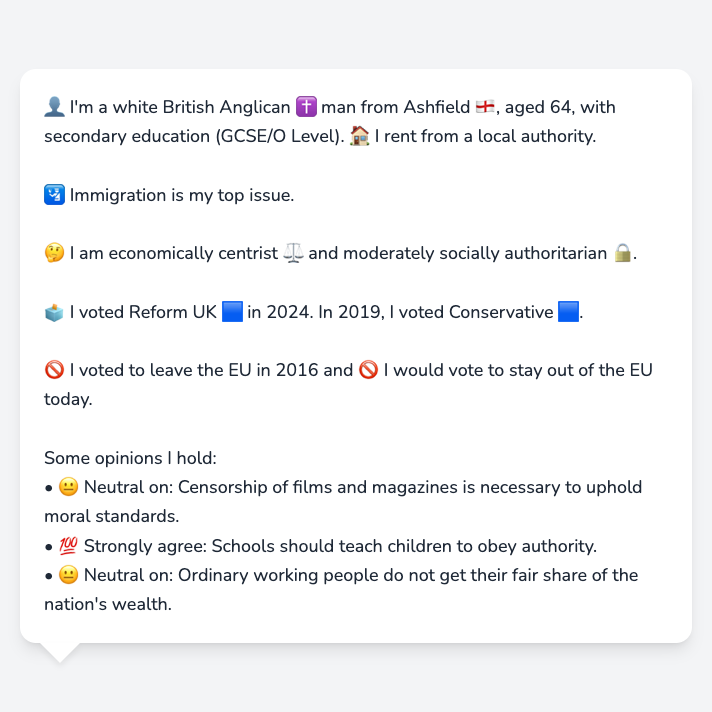 👤 I'm a white British Anglican ✝️ man from Ashfield 🏴󠁧󠁢󠁥󠁮󠁧󠁿, aged 64, with
secondary education (GCSE/O Level). 🏠 I rent from a local authority.
🛂 Immigration is my top issue.
🤔 I am economically centrist ⚖️ and moderately socially authoritarian 🔒.
🗳️ I voted Reform UK 🟦 in 2024. In 2019, I voted Conservative 🟦.
🚫 I voted to leave the EU in 2016 and 🚫 I would vote to stay out of the EU
today.
Some opinions I hold:
• 😐 Neutral on: Censorship of films and magazines is necessary to uphold
moral standards.
• 💯 Strongly agree: Schools should teach children to obey authority.
• 😐 Neutral on: Ordinary working people do not get their fair share of the
nation's wealth.